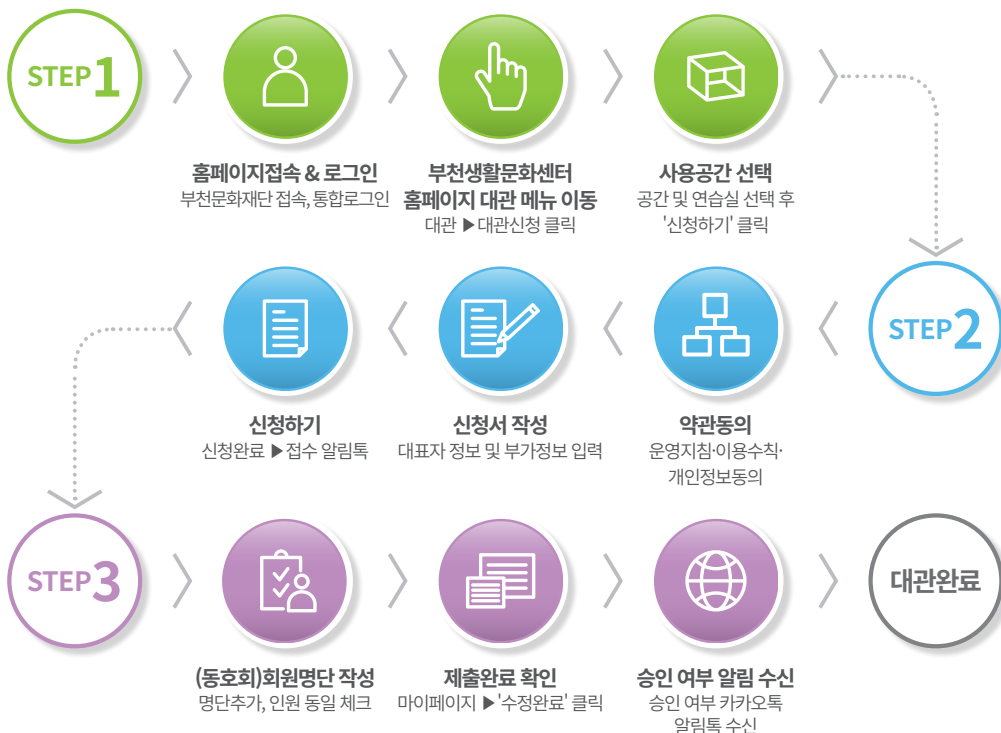 STEP 1
홈페이지접속 & 로그인
부천문화재단 접속, 통합로그인
부천생활문화센터
홈페이지 대관 메뉴 이동
대관 ▶대관신청 클릭
사용공간 선택
공간 및 연습실 선택 후
'신청하기' 클릭
STEP 2
약관동의
운영지침·이용수칙·
개인정보동의
신청서 작성
대표자 정보 및 부가정보 입력
신청하기
신청완료 ▶접수 알림톡
STEP 3
(동호회)회원명단 작성
명단추가, 인원 동일 체크
제출완료 확인
마이페이지 ▶'수정완료' 클릭
승인 여부 알림 수신
승인 여부 카카오톡
알림톡 수신
대관완료